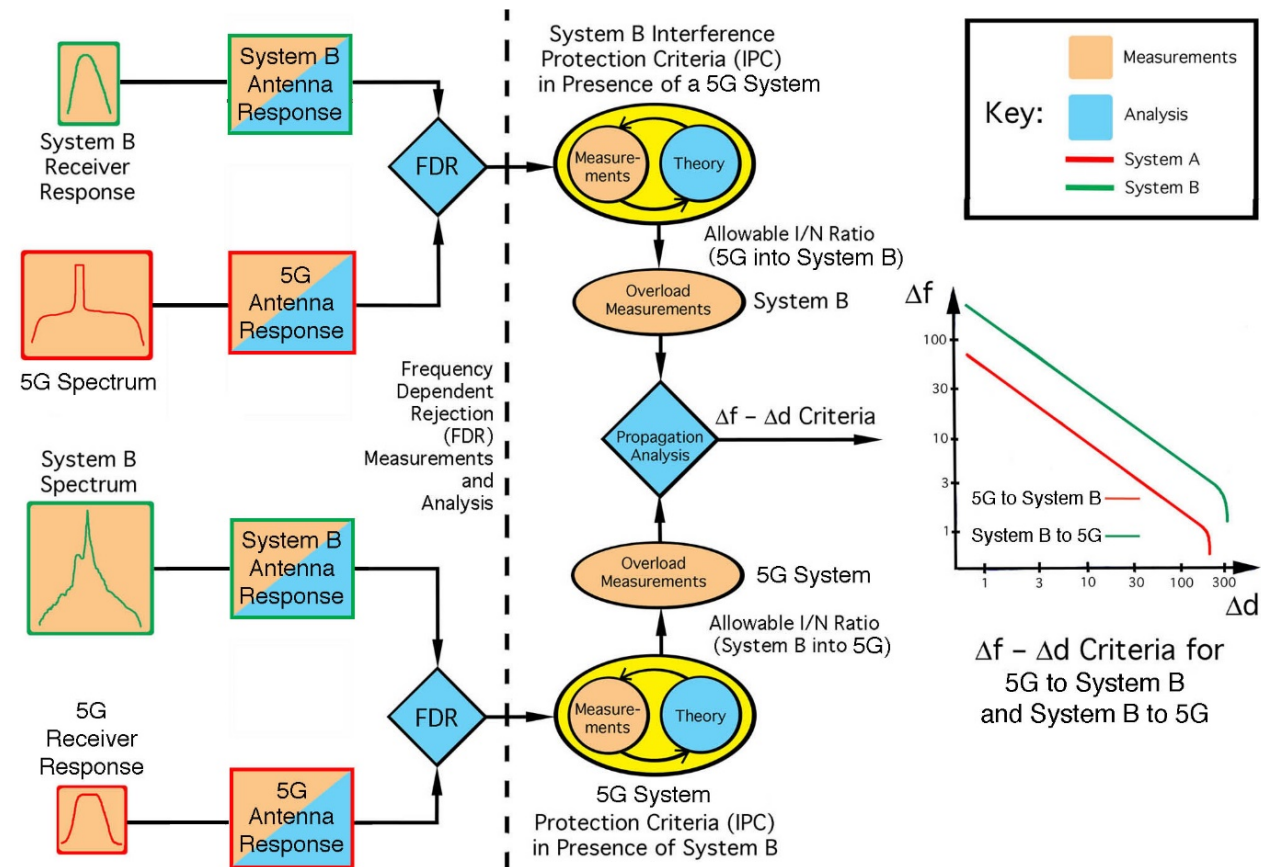 System B
Receiver
Response
System B
Antenna
Response
FDR
5G Spectrum
5G
Antenna
Response
System B
Spectrum
System B
Antenna
Response
FDR
5G
Receiver
Response
5G
Antenna
Response
Frequency
Dependent
Rejection
(FDR)
Measurements
and
Analysis
System B Interference
Protection Criteria (IPC)
in Presence of a 5G System
Measure-
ments
Theory
Allowable I/N Ratio
(5G into System B)
Overload
Measurements
System B
Propagation
Analysis
Δf – Δd Criteria
Overload
Measurements
5G System
Allowable I/N Ratio
(System B into 5G)
Measure-
ments
Theory
5G System
Protection Criteria (IPC)
in Presence of System B
Key:
Measurements
Analysis
System A
System B
Δf
100
30
10
3
1
5G to System B
System B to 5G
1 3 10 30 100 300
Δd
Δf – Δd Criteria for
5G to System B
and System B to 5G